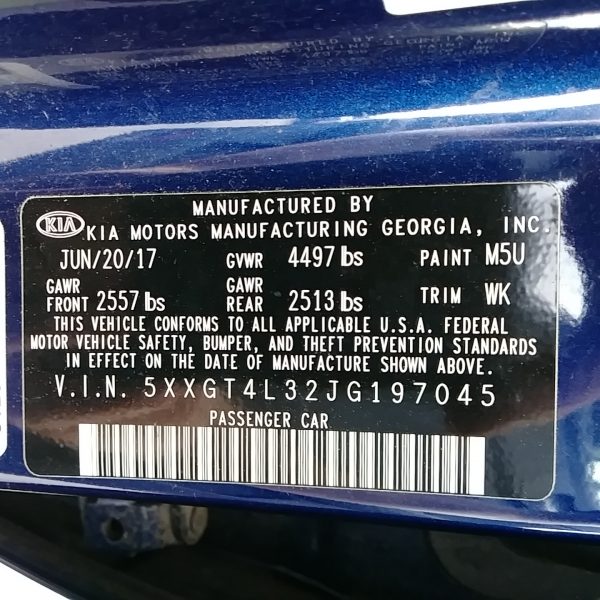 MANUFACTURED BY
KIA KIA MOTORS MANUFACTURING GEORGIA, INC.
JUN/20/17 GVWR 4497 lbs PAINT M5U
GAWR FRONT 2557 lbs GAWR REAR 2513 lbs TRIM WK
THIS VEHICLE CONFORMS TO ALL APPLICABLE U.S.A. FEDERAL
MOTOR VEHICLE SAFETY, BUMPER, AND THEFT PREVENTION STANDARDS
IN EFFECT ON THE DATE OF MANUFACTURE SHOWN ABOVE.
V.I.N. 5XXGT4L32JG197045
PASSENGER CAR